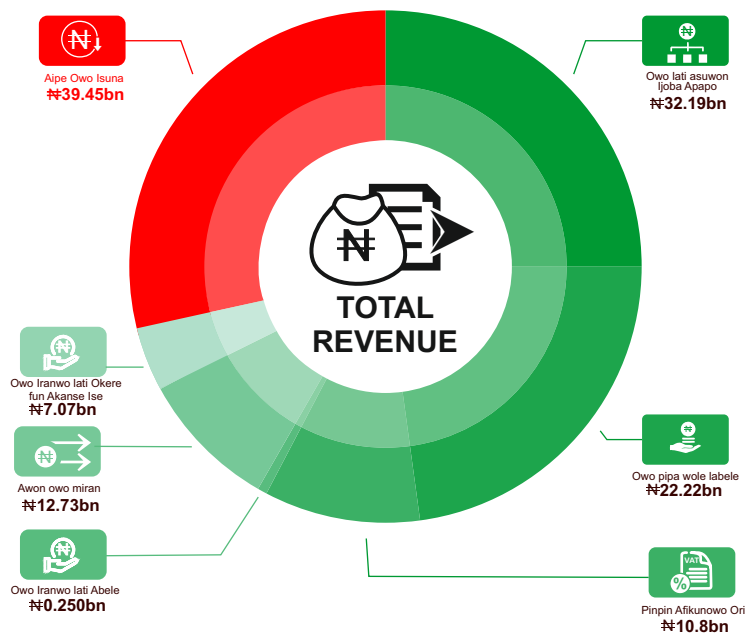 Aipe Owo Isuna
₦39.45bn
Owo lati asuwon
Ijoba Apapo
₦32.19bn
₦
TOTAL
REVENUE
Owo Iranwo lati Okere
fun Akanse Ise
₦7.07bn
Awon owo miran
₦12.73bn
Owo Iranwo lati Abele
₦0.250bn
Owo pipa wole labele
₦22.22bn
VAT
%
Pinpin Afikunowo Ori
₦10.8bn